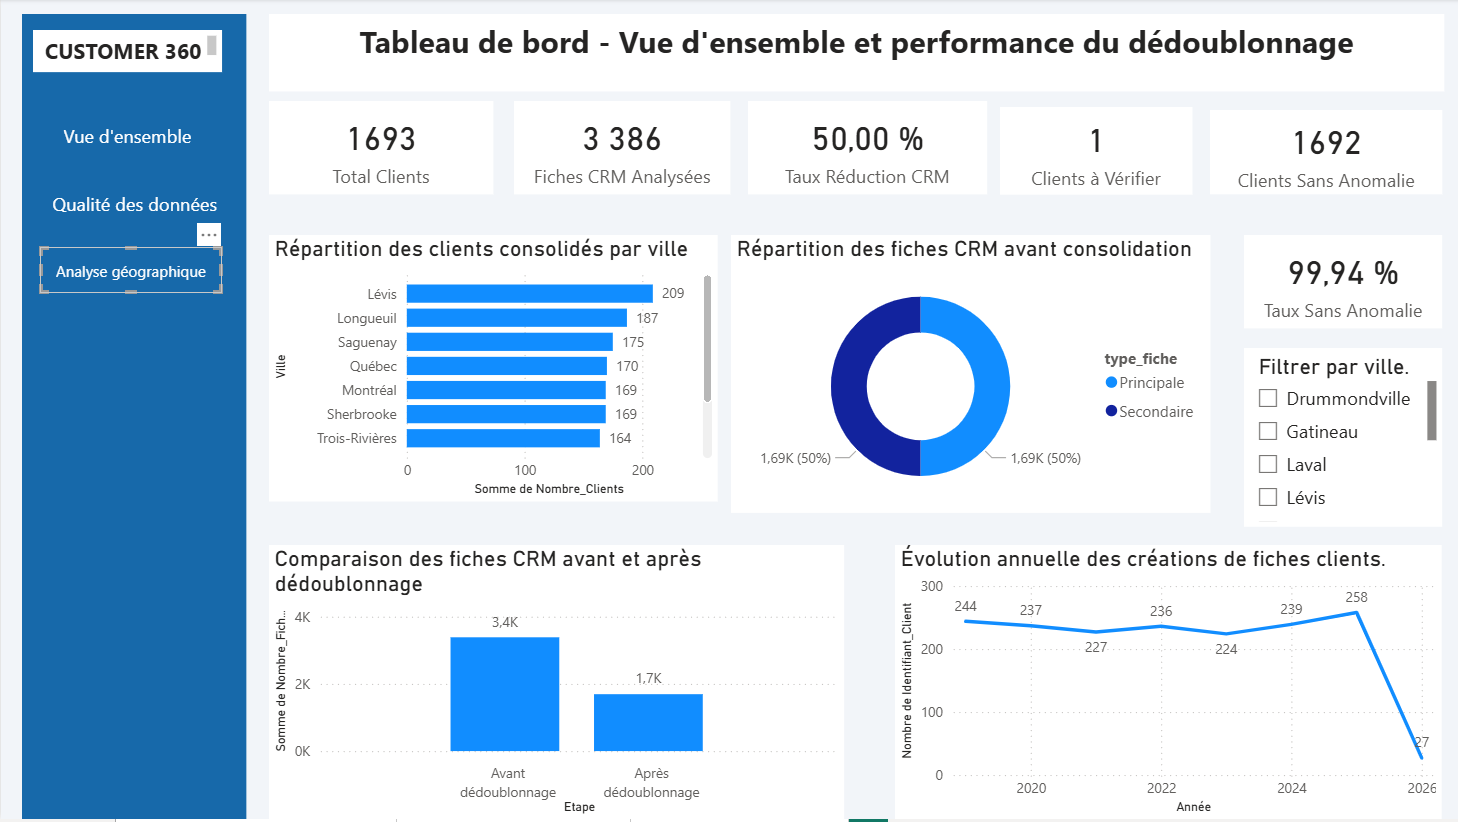 CUSTOMER 360
Vue d'ensemble
Qualité des données
...
Analyse géographique
Tableau de bord - Vue d'ensemble et performance du dédoublonnage
1693
Total Clients
3 386
Fiches CRM Analysées
50,00 %
Taux Réduction CRM
1
Clients à Vérifier
1692
Clients Sans Anomalie
Répartition des clients consolidés par ville
Ville
Lévis 209
Longueuil 187
Saguenay 175
Québec 170
Montréal 169
Sherbrooke 169
Trois-Rivières 164
0 100 200
Somme de Nombre_Clients
Répartition des fiches CRM avant consolidation
1,69K (50%)
1,69K (50%)
type_fiche
Principale
Secondaire
99,94 %
Taux Sans Anomalie
Filtrer par ville.
Drummondville
Gatineau
Laval
Lévis
Comparaison des fiches CRM avant et après
dédoublonnage
Somme de Nombre_Fich...
4K
2K
0K
3,4K
1,7K
Avant
dédoublonnage
Après
dédoublonnage
Etape
Évolution annuelle des créations de fiches clients.
Nombre de Identifiant_Client
300
200
100
0
244
237
227
236
224
239
258
27
2020 2022 2024 2026
Année